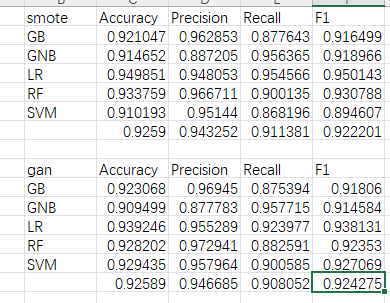 smote Accuracy Precision Recall F1
GB 0.921047 0.962853 0.877643 0.916499
GNB 0.914652 0.887205 0.956365 0.918966
LR 0.949851 0.948053 0.954566 0.950143
RF 0.933759 0.966711 0.900135 0.930788
SVM 0.910193 0.95144 0.868196 0.894607
0.9259 0.943252 0.911381 0.922201
gan Accuracy Precision Recall F1
GB 0.923068 0.96945 0.875394 0.91806
GNB 0.909499 0.877783 0.957715 0.914584
LR 0.939246 0.955289 0.923977 0.938131
RF 0.928202 0.972941 0.882591 0.92353
SVM 0.929435 0.957964 0.900585 0.927069
0.92589 0.946685 0.908052 0.924275